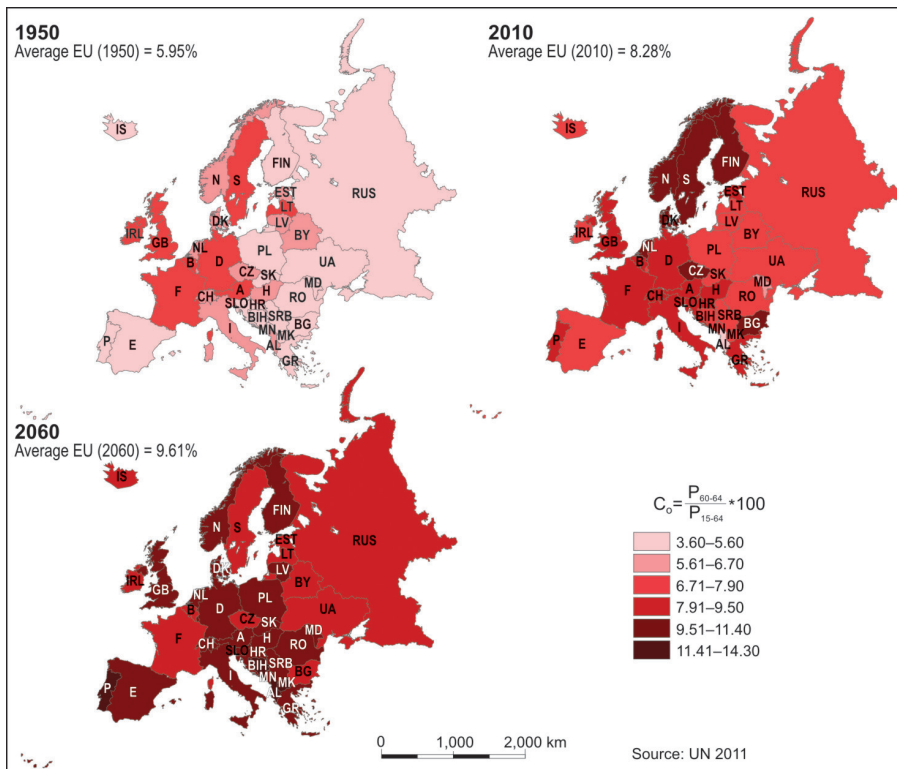 1950
Average EU (1950) = 5.95%
IS
FIN
N
S
RUS
EST
LT
DK
LV
IRL
BY
GB
NL
PL
B
D
UA
CZ
SK
F
A
MD
CH
H
SLO
HR
RO
BIH
SRB
I
MN
BG
P
E
MK
AL
GR
2010
Average EU (2010) = 8.28%
IS
FIN
N
S
RUS
EST
LT
DK
LV
IRL
BY
GB
NL
PL
B
D
UA
CZ
SK
F
A
MD
CH
H
SLO
HR
RO
BIH
SRB
I
MN
BG
P
E
MK
AL
GR
2060
Average EU (2060) = 9.61%
IS
FIN
N
S
RUS
EST
LT
DK
LV
IRL
BY
GB
NL
PL
B
D
UA
CZ
SK
F
A
MD
CH
H
SLO
HR
RO
BIH
SRB
I
MN
BG
P
E
MK
AL
GR
Cₒ= P₆₀₋₆₄ / P₁₅₋₆₄ *100
3.60–5.60
5.61–6.70
6.71–7.90
7.91–9.50
9.51–11.40
11.41–14.30
0 1,000 2,000 km
Source: UN 2011